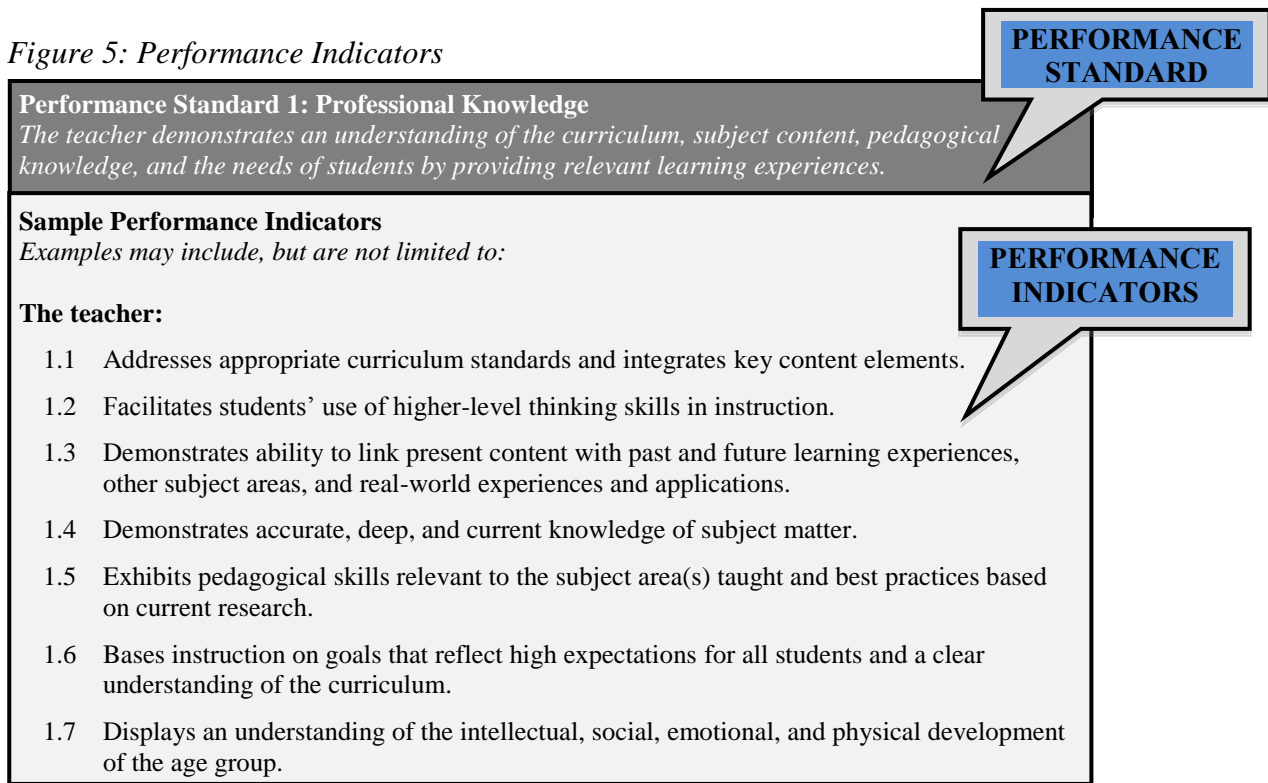 Figure 5: Performance Indicators
PERFORMANCE
STANDARD
Performance Standard 1: Professional Knowledge
The teacher demonstrates an understanding of the curriculum, subject content, pedagogical
knowledge, and the needs of students by providing relevant learning experiences.
Sample Performance Indicators
Examples may include, but are not limited to:
PERFORMANCE
INDICATORS
The teacher:
1.1 Addresses appropriate curriculum standards and integrates key content elements.
1.2 Facilitates students’ use of higher-level thinking skills in instruction.
1.3 Demonstrates ability to link present content with past and future learning experiences,
other subject areas, and real-world experiences and applications.
1.4 Demonstrates accurate, deep, and current knowledge of subject matter.
1.5 Exhibits pedagogical skills relevant to the subject area(s) taught and best practices based
on current research.
1.6 Bases instruction on goals that reflect high expectations for all students and a clear
understanding of the curriculum.
1.7 Displays an understanding of the intellectual, social, emotional, and physical development
of the age group.